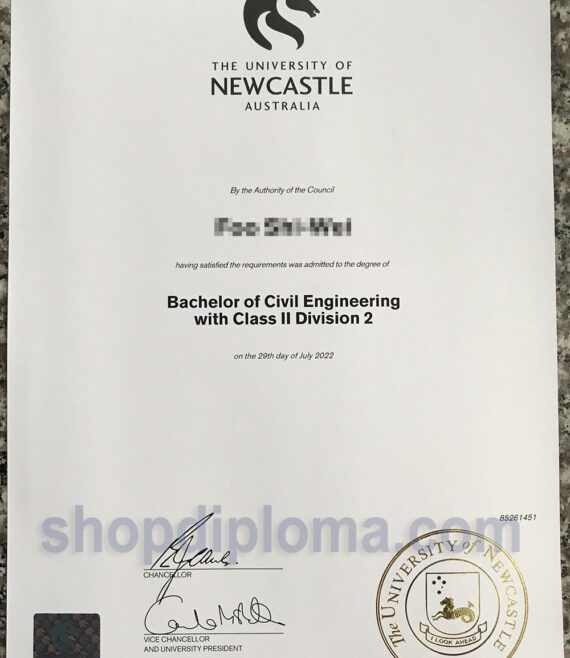 THE UNIVERSITY OF
NEWCASTLE
AUSTRALIA
By the Authority of the Council
having satisfied the requirements was admitted to the degree of
Bachelor of Civil Engineering
with Class II Division 2
on the 29th day of July 2022
85261451
shopdiploma.com
CHANCELLOR
VICE CHANCELLOR
AND UNIVERSITY PRESIDENT
The UNIVERSITY of NEWCASTLE
I LOOK AHEAD